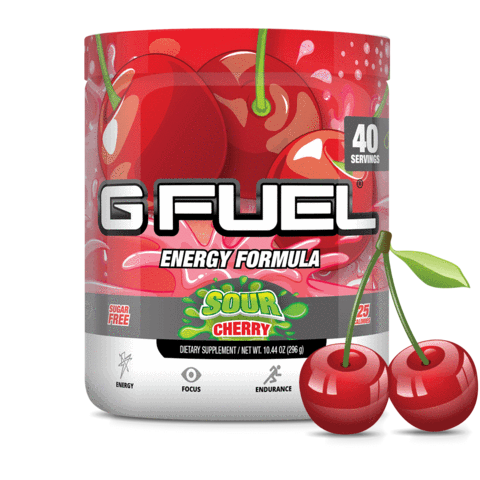 40
SERVINGS
G FUEL®
ENERGY FORMULA
SUGAR
FREE
SOUR
CHERRY
25
DIETARY SUPPLEMENT / NET WT. 10.44 OZ (296 g)
ENERGY
FOCUS
ENDURANCE